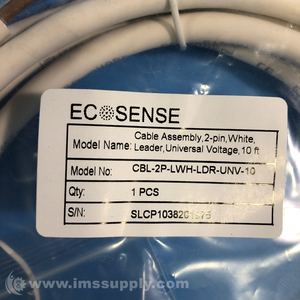 ECOSENSE
Model Name: Cable Assembly,2-pin,White,
Leader,Universal Voltage,10 ft
Model No: CBL-2P-LWH-LDR-UNV-10
Qty: 1 PCS
S/N:
www.imssupply.com